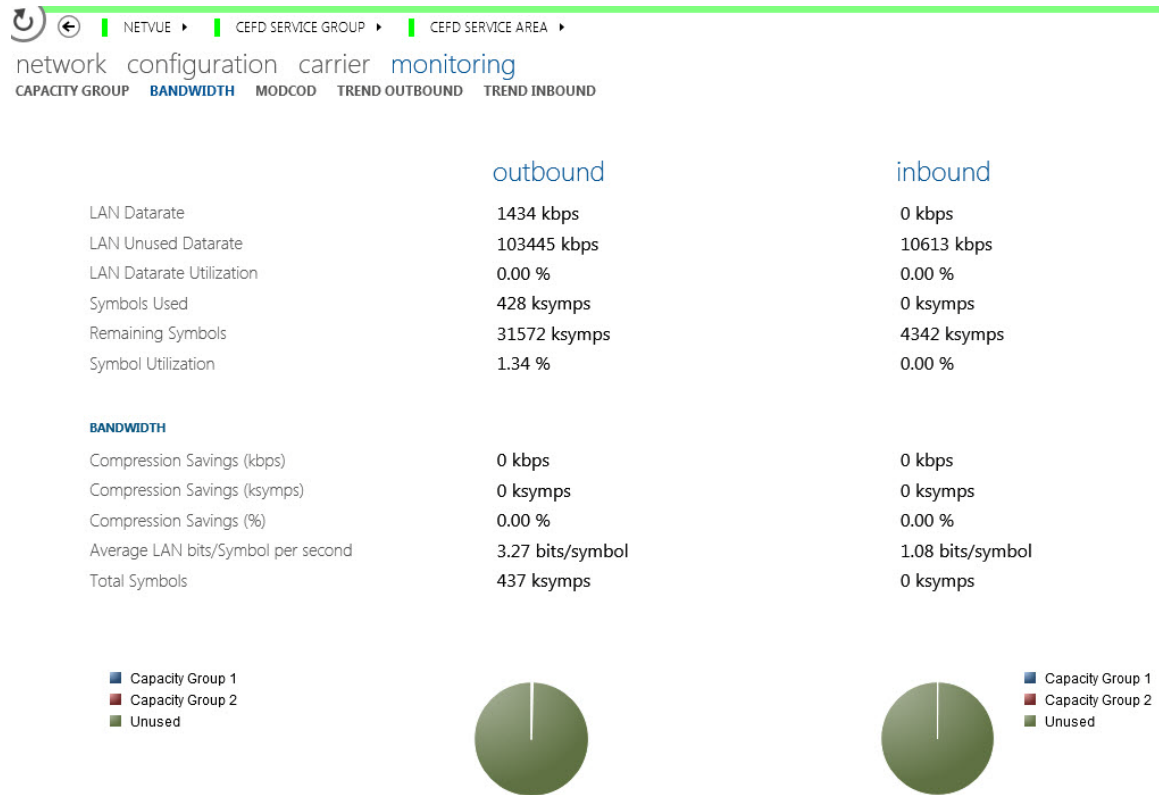 NETVUE CEFD SERVICE GROUP CEFD SERVICE AREA
network configuration carrier monitoring
CAPACITY GROUP BANDWIDTH MODCOD TREND OUTBOUND TREND INBOUND
outbound inbound
LAN Datarate 1434 kbps 0 kbps
LAN Unused Datarate 103445 kbps 10613 kbps
LAN Datarate Utilization 0.00 % 0.00 %
Symbols Used 428 ksymps 0 ksymps
Remaining Symbols 31572 ksymps 4342 ksymps
Symbol Utilization 1.34 % 0.00 %
BANDWIDTH
Compression Savings (kbps) 0 kbps 0 kbps
Compression Savings (ksymps) 0 ksymps 0 ksymps
Compression Savings (%) 0.00 % 0.00 %
Average LAN bits/Symbol per second 3.27 bits/symbol 1.08 bits/symbol
Total Symbols 437 ksymps 0 ksymps
Capacity Group 1 Capacity Group 1
Capacity Group 2 Capacity Group 2
Unused Unused